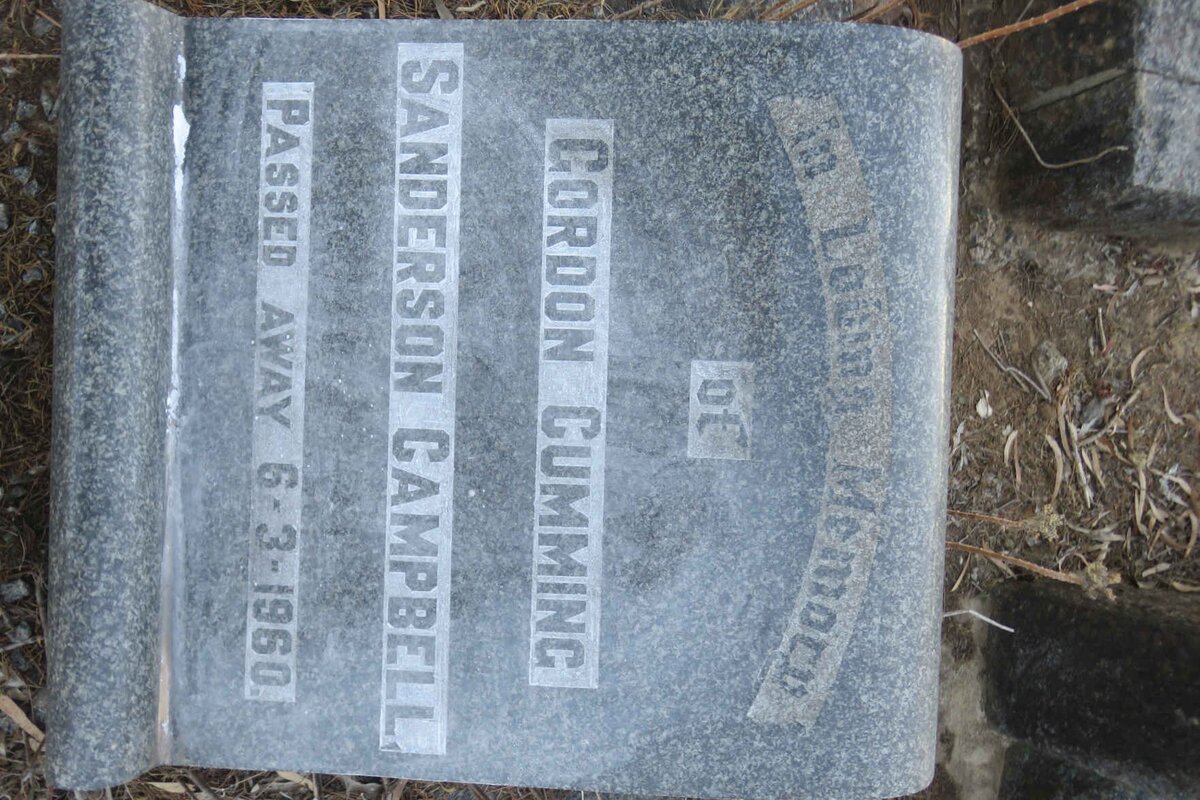 In Loving Memory
OF
GORDON CUMMING
SANDERSON CAMPBELL
PASSED AWAY 6-3-1960.